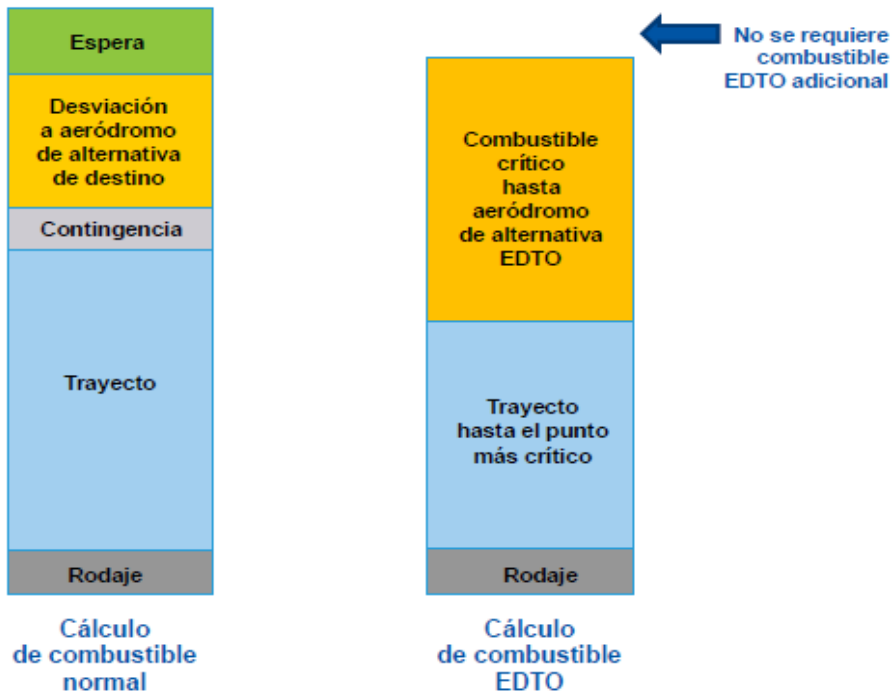 Espera
Desviación
a aeródromo
de alternativa
de destino
Contingencia
Trayecto
Rodaje
Cálculo
de combustible
normal
Combustible
crítico
hasta
aeródromo
de alternativa
EDTO
Trayecto
hasta el punto
más crítico
Rodaje
Cálculo
de combustible
EDTO
No se requiere
combustible
EDTO adicional